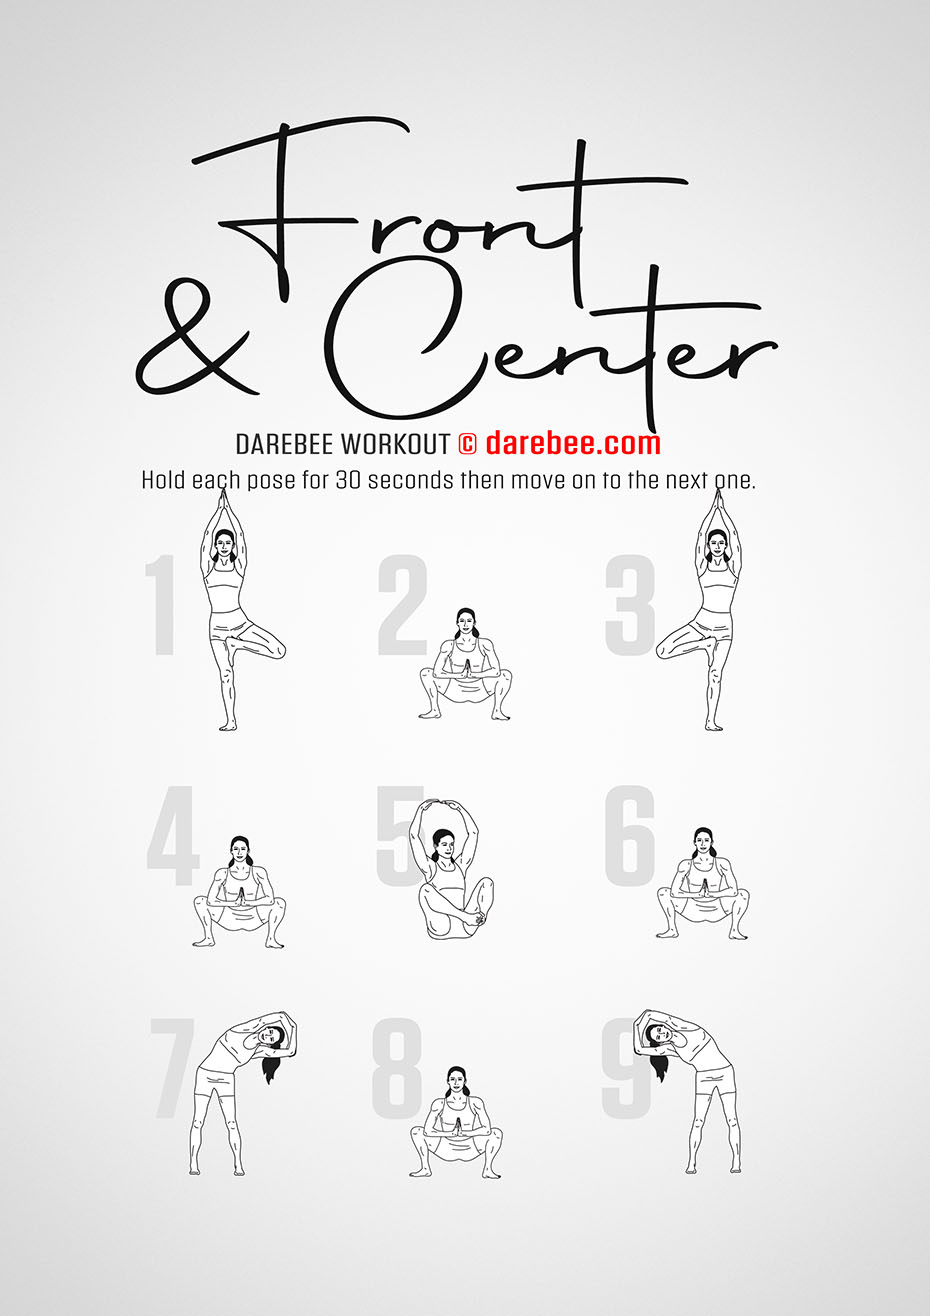 Front
& Center
DAREBEE WORKOUT © darebee.com
Hold each pose for 30 seconds then move on to the next one.
1 2 3
4 5 6
7 8 9